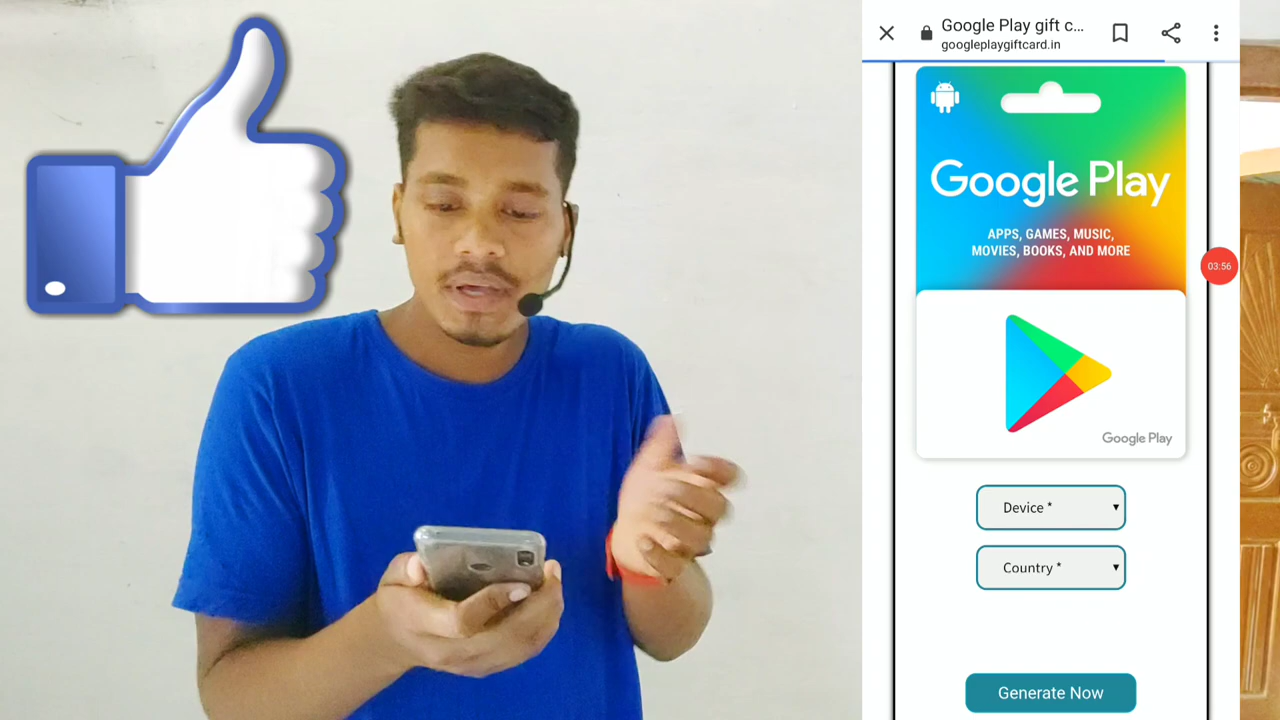 Google Play gift c...
googleplaygiftcard.in
Google Play
APPS, GAMES, MUSIC,
MOVIES, BOOKS, AND MORE
03:56
Google Play
Device *
Country *
Generate Now